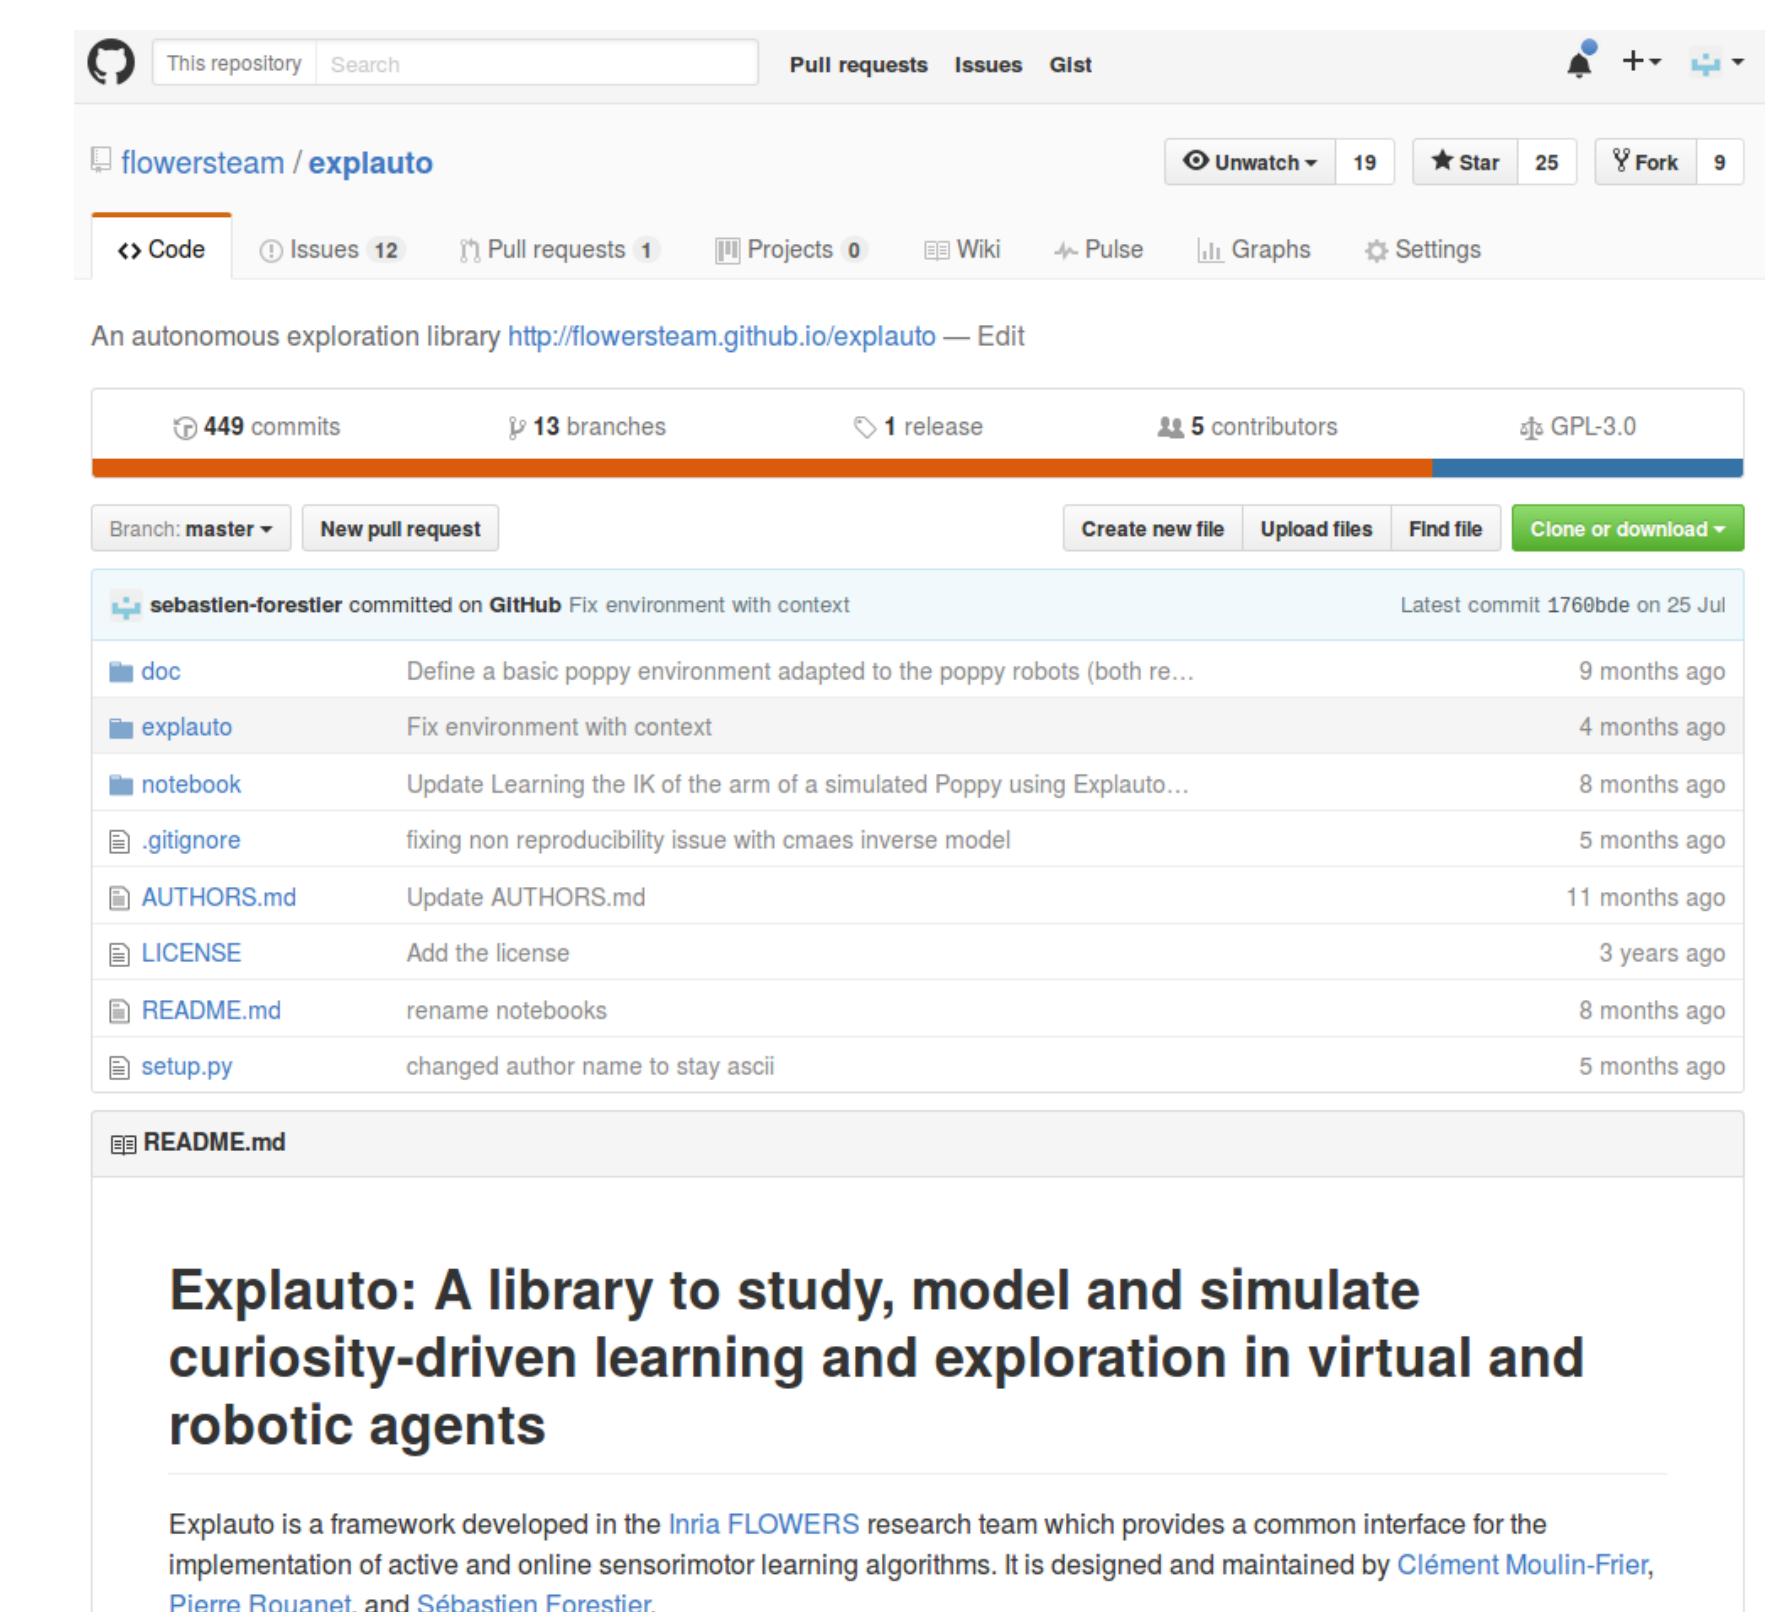 This repository Search Pull requests Issues Gist
flowersteam / explauto Unwatch 19 Star 25 Fork 9
Code Issues 12 Pull requests 1 Projects 0 Wiki Pulse Graphs Settings
An autonomous exploration library http://flowersteam.github.io/explauto — Edit
449 commits 13 branches 1 release 5 contributors GPL-3.0
Branch: master New pull request Create new file Upload files Find file Clone or download
sebastien-forestier committed on GitHub Fix environment with context Latest commit 1760bde on 25 Jul
doc Define a basic poppy environment adapted to the poppy robots (both re… 9 months ago
explauto Fix environment with context 4 months ago
notebook Update Learning the IK of the arm of a simulated Poppy using Explauto… 8 months ago
.gitignore fixing non reproducibility issue with cmaes inverse model 5 months ago
AUTHORS.md Update AUTHORS.md 11 months ago
LICENSE Add the license 3 years ago
README.md rename notebooks 8 months ago
setup.py changed author name to stay ascii 5 months ago
README.md
Explauto: A library to study, model and simulate
curiosity-driven learning and exploration in virtual and
robotic agents
Explauto is a framework developed in the Inria FLOWERS research team which provides a common interface for the
implementation of active and online sensorimotor learning algorithms. It is designed and maintained by Clément Moulin-Frier,
Pierre Rouanet, and Sébastien Forestier.